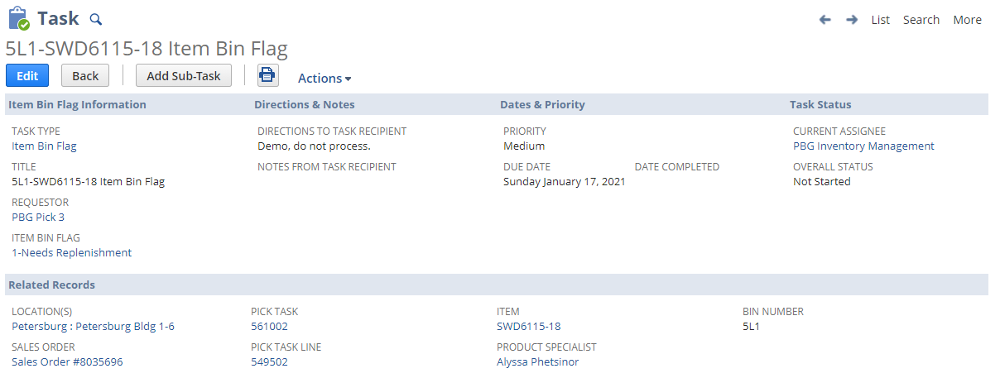 Task
List Search More
5L1-SWD6115-18 Item Bin Flag
Edit Back Add Sub-Task Actions
Item Bin Flag Information Directions & Notes Dates & Priority Task Status
TASK TYPE DIRECTIONS TO TASK RECIPIENT PRIORITY CURRENT ASSIGNEE
Item Bin Flag Demo, do not process. Medium PBG Inventory Management
TITLE NOTES FROM TASK RECIPIENT DUE DATE DATE COMPLETED OVERALL STATUS
5L1-SWD6115-18 Item Bin Flag Sunday January 17, 2021 Not Started
REQUESTOR
PBG Pick 3
ITEM BIN FLAG
1-Needs Replenishment
Related Records
LOCATION(S) PICK TASK ITEM BIN NUMBER
Petersburg : Petersburg Bldg 1-6 561002 SWD6115-18 5L1
SALES ORDER PICK TASK LINE PRODUCT SPECIALIST
Sales Order #8035696 549502 Alyssa Phetsinor